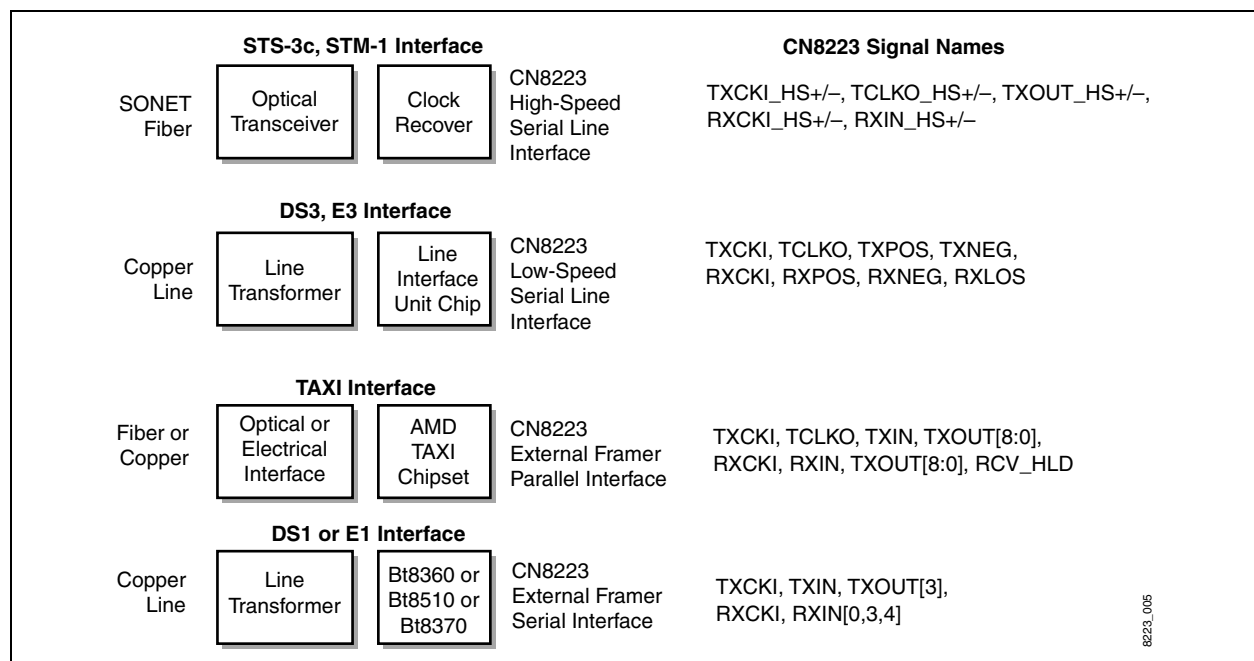 STS-3c, STM-1 Interface
CN8223 Signal Names
SONET
Fiber
Optical
Transceiver
Clock
Recover
CN8223
High-Speed
Serial Line
Interface
TXCKI_HS+/–, TCLKO_HS+/–, TXOUT_HS+/–,
RXCKI_HS+/–, RXIN_HS+/–
DS3, E3 Interface
Copper
Line
Line
Transformer
Line
Interface
Unit Chip
CN8223
Low-Speed
Serial Line
Interface
TXCKI, TCLKO, TXPOS, TXNEG,
RXCKI, RXPOS, RXNEG, RXLOS
TAXI Interface
Fiber or
Copper
Optical or
Electrical
Interface
AMD
TAXI
Chipset
CN8223
External Framer
Parallel Interface
TXCKI, TCLKO, TXIN, TXOUT[8:0],
RXCKI, RXIN, TXOUT[8:0], RCV_HLD
DS1 or E1 Interface
Copper
Line
Line
Transformer
Bt8360 or
Bt8510 or
Bt8370
CN8223
External Framer
Serial Interface
TXCKI, TXIN, TXOUT[3],
RXCKI, RXIN[0,3,4]
8223_005